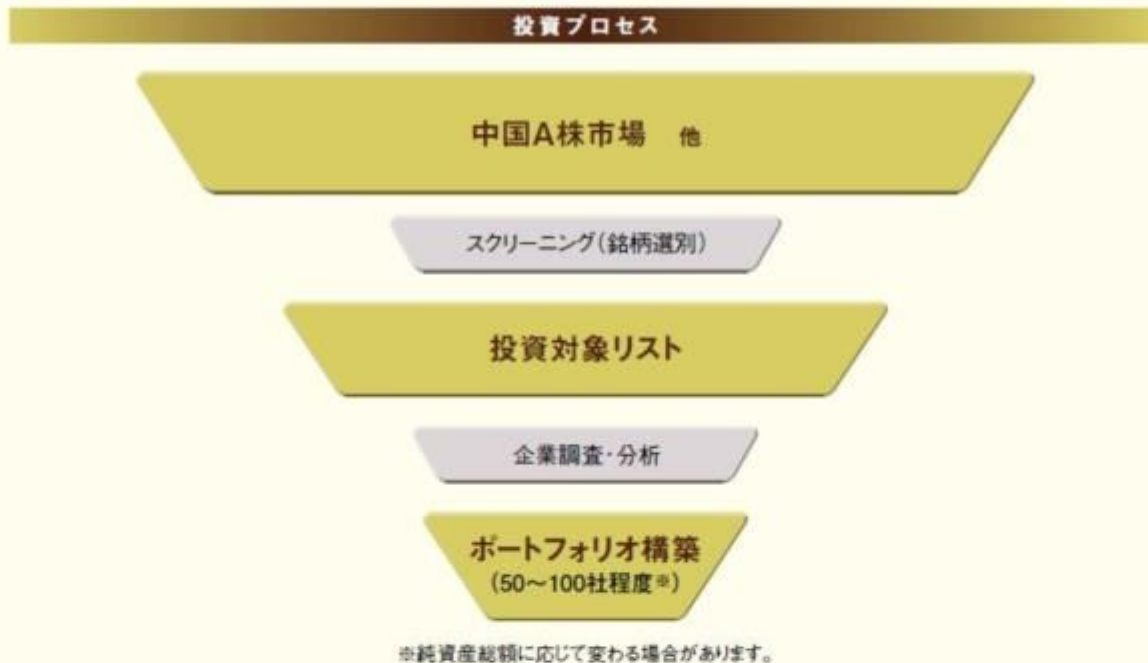 投資プロセス
中国A株市場　他
スクリーニング(銘柄選別)
投資対象リスト
企業調査・分析
ポートフォリオ構築
(50〜100社程度※)
※純資産総額に応じて変わる場合があります。